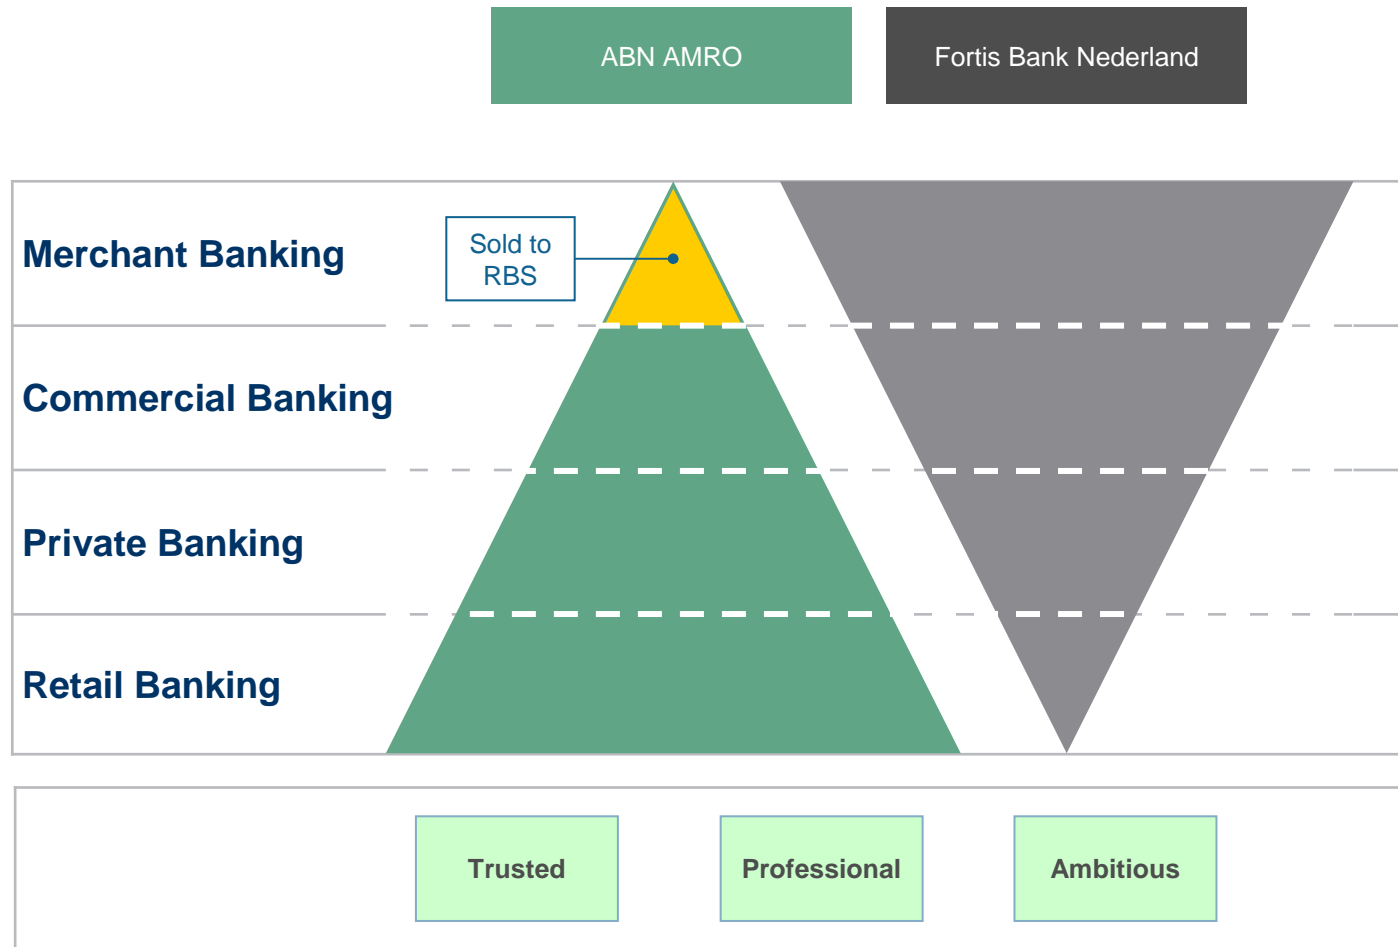 ABN AMRO
Fortis Bank Nederland
Merchant Banking
Sold to
RBS
Commercial Banking
Private Banking
Retail Banking
Trusted
Professional
Ambitious